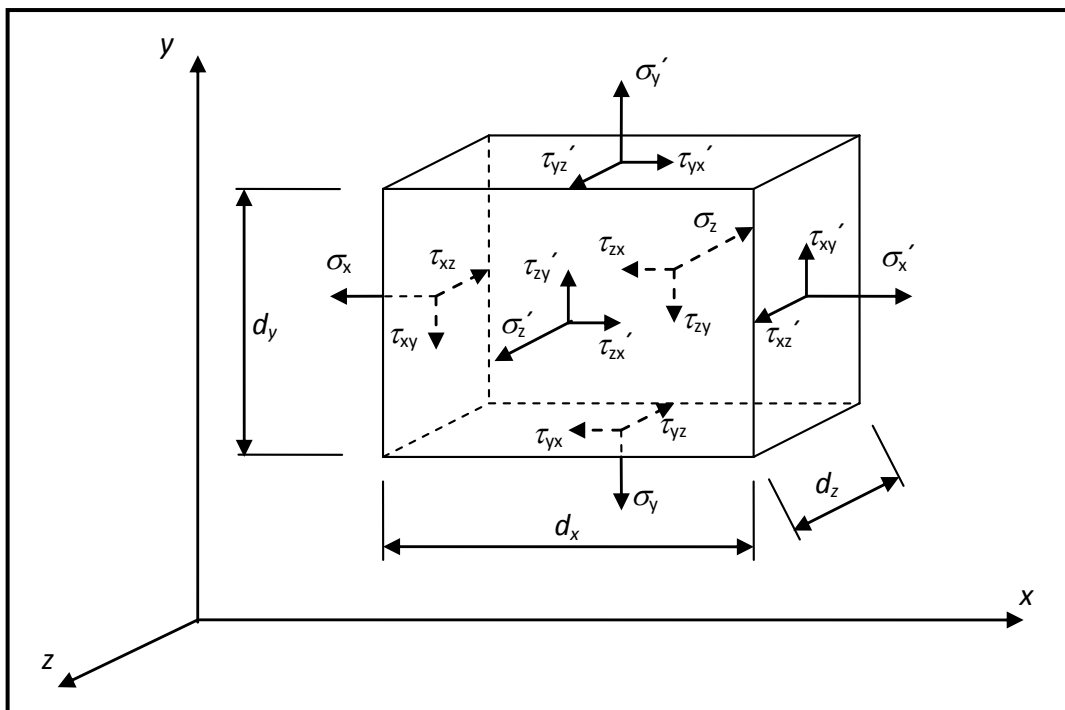 y
σy´
τyz´
τyx´
σz
τzx
τxy´
σx´
σx
τxz
τzy´
dy
τxy
σz´
τzx´
τzy
τxz´
τyx
τyz
dz
σy
dx
x
z